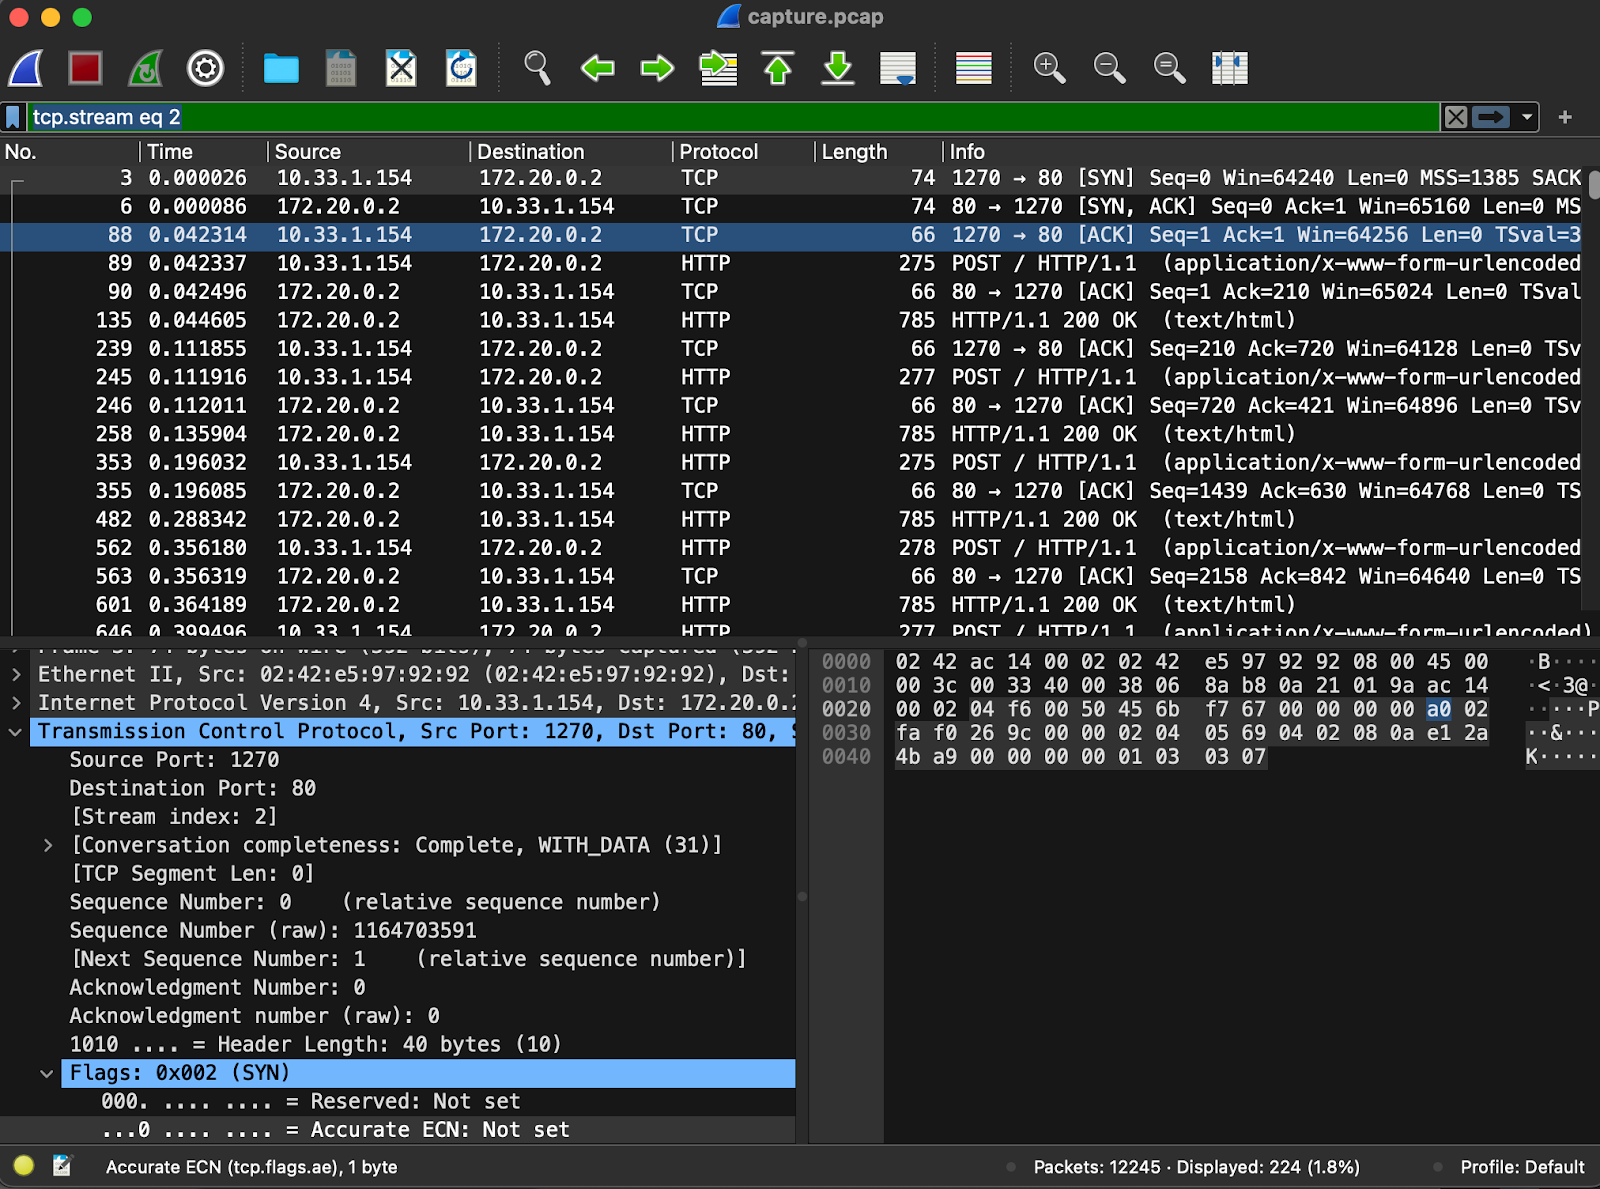 capture.pcap
tcp.stream eq 2
No. Time Source Destination Protocol Length Info
3 0.000026 10.33.1.154 172.20.0.2 TCP 74 1270 → 80 [SYN] Seq=0 Win=64240 Len=0 MSS=1385 SACK
6 0.000086 172.20.0.2 10.33.1.154 TCP 74 80 → 1270 [SYN, ACK] Seq=0 Ack=1 Win=65160 Len=0 MS
88 0.042314 10.33.1.154 172.20.0.2 TCP 66 1270 → 80 [ACK] Seq=1 Ack=1 Win=64256 Len=0 TSval=3
89 0.042337 10.33.1.154 172.20.0.2 HTTP 275 POST / HTTP/1.1 (application/x-www-form-urlencoded
90 0.042496 172.20.0.2 10.33.1.154 TCP 66 80 → 1270 [ACK] Seq=1 Ack=210 Win=65024 Len=0 TSval
135 0.044605 172.20.0.2 10.33.1.154 HTTP 785 HTTP/1.1 200 OK (text/html)
239 0.111855 10.33.1.154 172.20.0.2 TCP 66 1270 → 80 [ACK] Seq=210 Ack=720 Win=64128 Len=0 TSv
245 0.111916 10.33.1.154 172.20.0.2 HTTP 277 POST / HTTP/1.1 (application/x-www-form-urlencoded
246 0.112011 172.20.0.2 10.33.1.154 TCP 66 80 → 1270 [ACK] Seq=720 Ack=421 Win=64896 Len=0 TSv
258 0.135904 172.20.0.2 10.33.1.154 HTTP 785 HTTP/1.1 200 OK (text/html)
353 0.196032 10.33.1.154 172.20.0.2 HTTP 275 POST / HTTP/1.1 (application/x-www-form-urlencoded
355 0.196085 172.20.0.2 10.33.1.154 TCP 66 80 → 1270 [ACK] Seq=1439 Ack=630 Win=64768 Len=0 TS
482 0.288342 172.20.0.2 10.33.1.154 HTTP 785 HTTP/1.1 200 OK (text/html)
562 0.356180 10.33.1.154 172.20.0.2 HTTP 278 POST / HTTP/1.1 (application/x-www-form-urlencoded
563 0.356319 172.20.0.2 10.33.1.154 TCP 66 80 → 1270 [ACK] Seq=2158 Ack=842 Win=64640 Len=0 TS
601 0.364189 172.20.0.2 10.33.1.154 HTTP 785 HTTP/1.1 200 OK (text/html)
646 0.399496 10.33.1.154 172.20.0.2 HTTP 277 POST / HTTP/1.1 (application/x-www-form-urlencoded)
Frame 3: 74 bytes on wire (592 bits), 74 bytes captured (592
Ethernet II, Src: 02:42:e5:97:92:92 (02:42:e5:97:92:92), Dst:
Internet Protocol Version 4, Src: 10.33.1.154, Dst: 172.20.0.2
Transmission Control Protocol, Src Port: 1270, Dst Port: 80, S
Source Port: 1270
Destination Port: 80
[Stream index: 2]
[Conversation completeness: Complete, WITH_DATA (31)]
[TCP Segment Len: 0]
Sequence Number: 0 (relative sequence number)
Sequence Number (raw): 1164703591
[Next Sequence Number: 1 (relative sequence number)]
Acknowledgment Number: 0
Acknowledgment number (raw): 0
1010 .... = Header Length: 40 bytes (10)
Flags: 0x002 (SYN)
000. .... .... = Reserved: Not set
...0 .... .... = Accurate ECN: Not set
0000 02 42 ac 14 00 02 02 42 e5 97 92 92 08 00 45 00 ·B····
0010 00 3c 00 33 40 00 38 06 8a b8 0a 21 01 9a ac 14 ·<·3@·
0020 00 02 04 f6 00 50 45 6b f7 67 00 00 00 00 a0 02 ·····P
0030 fa f0 26 9c 00 00 02 04 05 69 04 02 08 0a e1 2a ··&···
0040 4b a9 00 00 00 00 01 03 03 07 K·····
Accurate ECN (tcp.flags.ae), 1 byte
Packets: 12245 · Displayed: 224 (1.8%)
Profile: Default